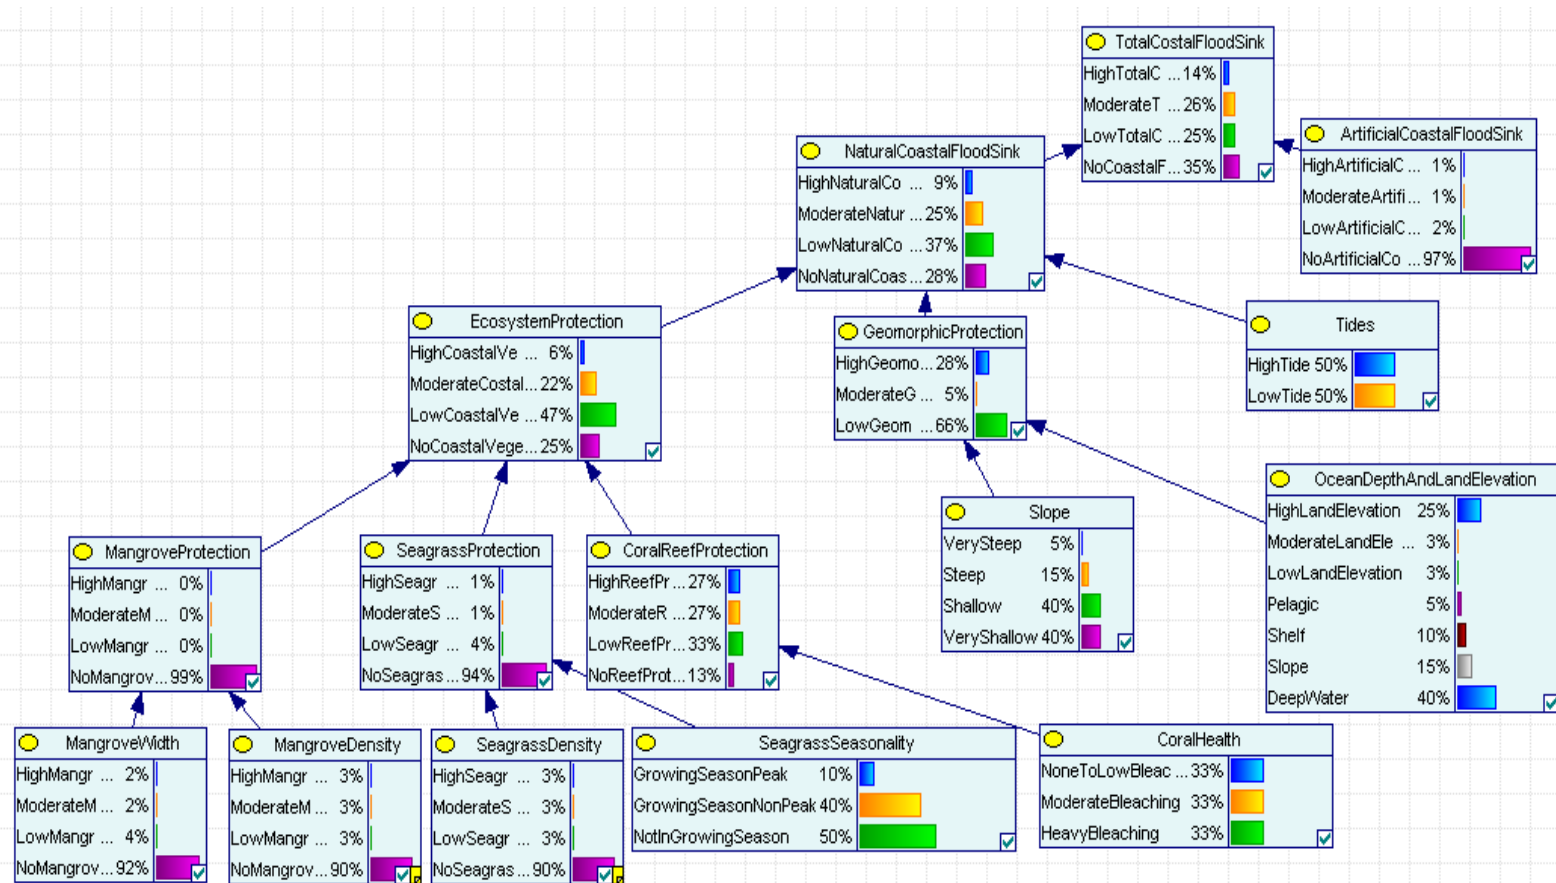 TotalCostalFloodSink
HighTotalC ... 14%
ModerateT ... 26%
LowTotalC ... 25%
NoCoastalF... 35%
ArtificialCoastalFloodSink
HighArtificialC ... 1%
ModerateArtifi... 1%
LowArtificialC... 2%
NoArtificialCo ... 97%
NaturalCoastalFloodSink
HighNaturalCo ... 9%
ModerateNatur ... 25%
LowNaturalCo ... 37%
NoNaturalCoas ... 28%
EcosystemProtection
HighCoastalVe ... 6%
ModerateCostal... 22%
LowCoastalVe ... 47%
NoCoastalVege... 25%
GeomorphicProtection
HighGeomo... 28%
ModerateG ... 5%
LowGeom ... 66%
Tides
HighTide 50%
LowTide 50%
OceanDepthAndLandElevation
HighLandElevation 25%
ModerateLandEle ... 3%
LowLandElevation 3%
Pelagic 5%
Shelf 10%
Slope 15%
DeepWater 40%
Slope
VerySteep 5%
Steep 15%
Shallow 40%
VeryShallow 40%
MangroveProtection
HighMangr ... 0%
ModerateM ... 0%
LowMangr ... 0%
NoMangrov... 99%
SeagrassProtection
HighSeagr ... 1%
ModerateS ... 1%
LowSeagr ... 4%
NoSeagras... 94%
CoralReefProtection
HighReefPr... 27%
ModerateR ... 27%
LowReefPr... 33%
NoReefProt... 13%
MangroveWidth
HighMangr ... 2%
ModerateM ... 2%
LowMangr ... 4%
NoMangrov... 92%
MangroveDensity
HighMangr ... 3%
ModerateM ... 3%
LowMangr ... 3%
NoMangrov... 90%
SeagrassDensity
HighSeagr ... 3%
ModerateS ... 3%
LowSeagr ... 3%
NoSeagras... 90%
SeagrassSeasonality
GrowingSeasonPeak 10%
GrowingSeasonNonPeak 40%
NotInGrowingSeason 50%
CoralHealth
NoneToLowBleac ... 33%
ModerateBleaching 33%
HeavyBleaching 33%